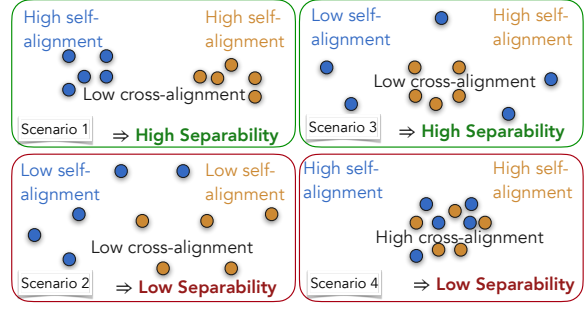 High self-
alignment
High self-
alignment
Low cross-alignment
Scenario 1
⇒ High Separability
Low self-
alignment
High self-
alignment
Low cross-alignment
Scenario 3
⇒ High Separability
Low self-
alignment
Low self-
alignment
Low cross-alignment
Scenario 2
⇒ Low Separability
High self-
alignment
High self-
alignment
High cross-alignment
Scenario 4
⇒ Low Separability